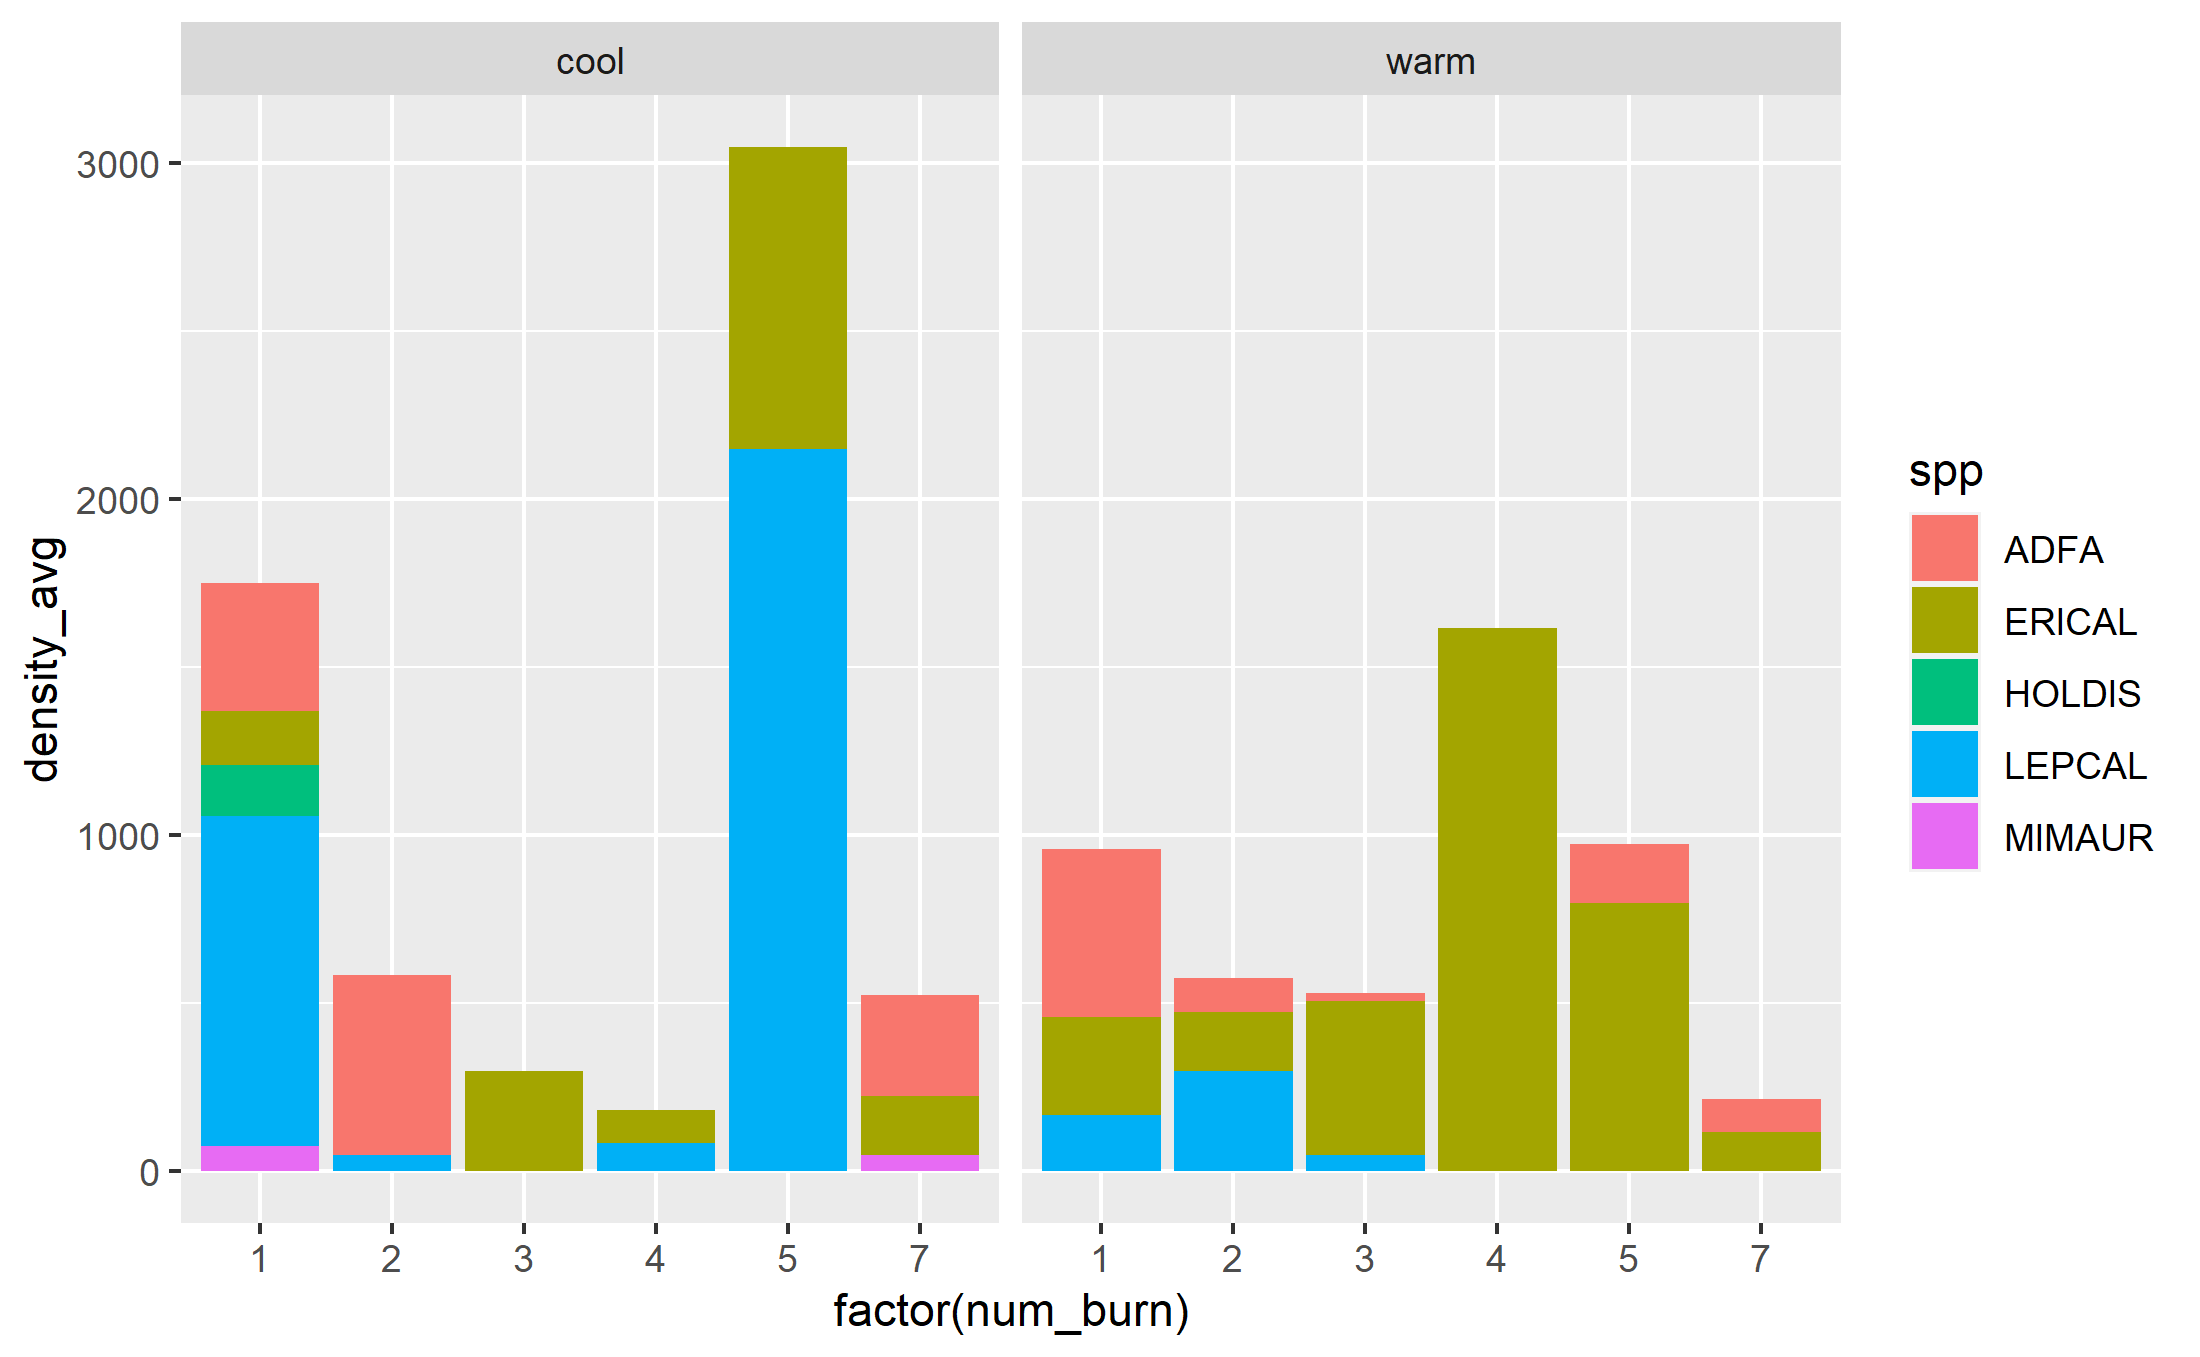 cool
warm
density_avg
3000
2000
1000
0
1 2 3 4 5 7
1 2 3 4 5 7
factor(num_burn)
spp
ADFA
ERICAL
HOLDIS
LEPCAL
MIMAUR